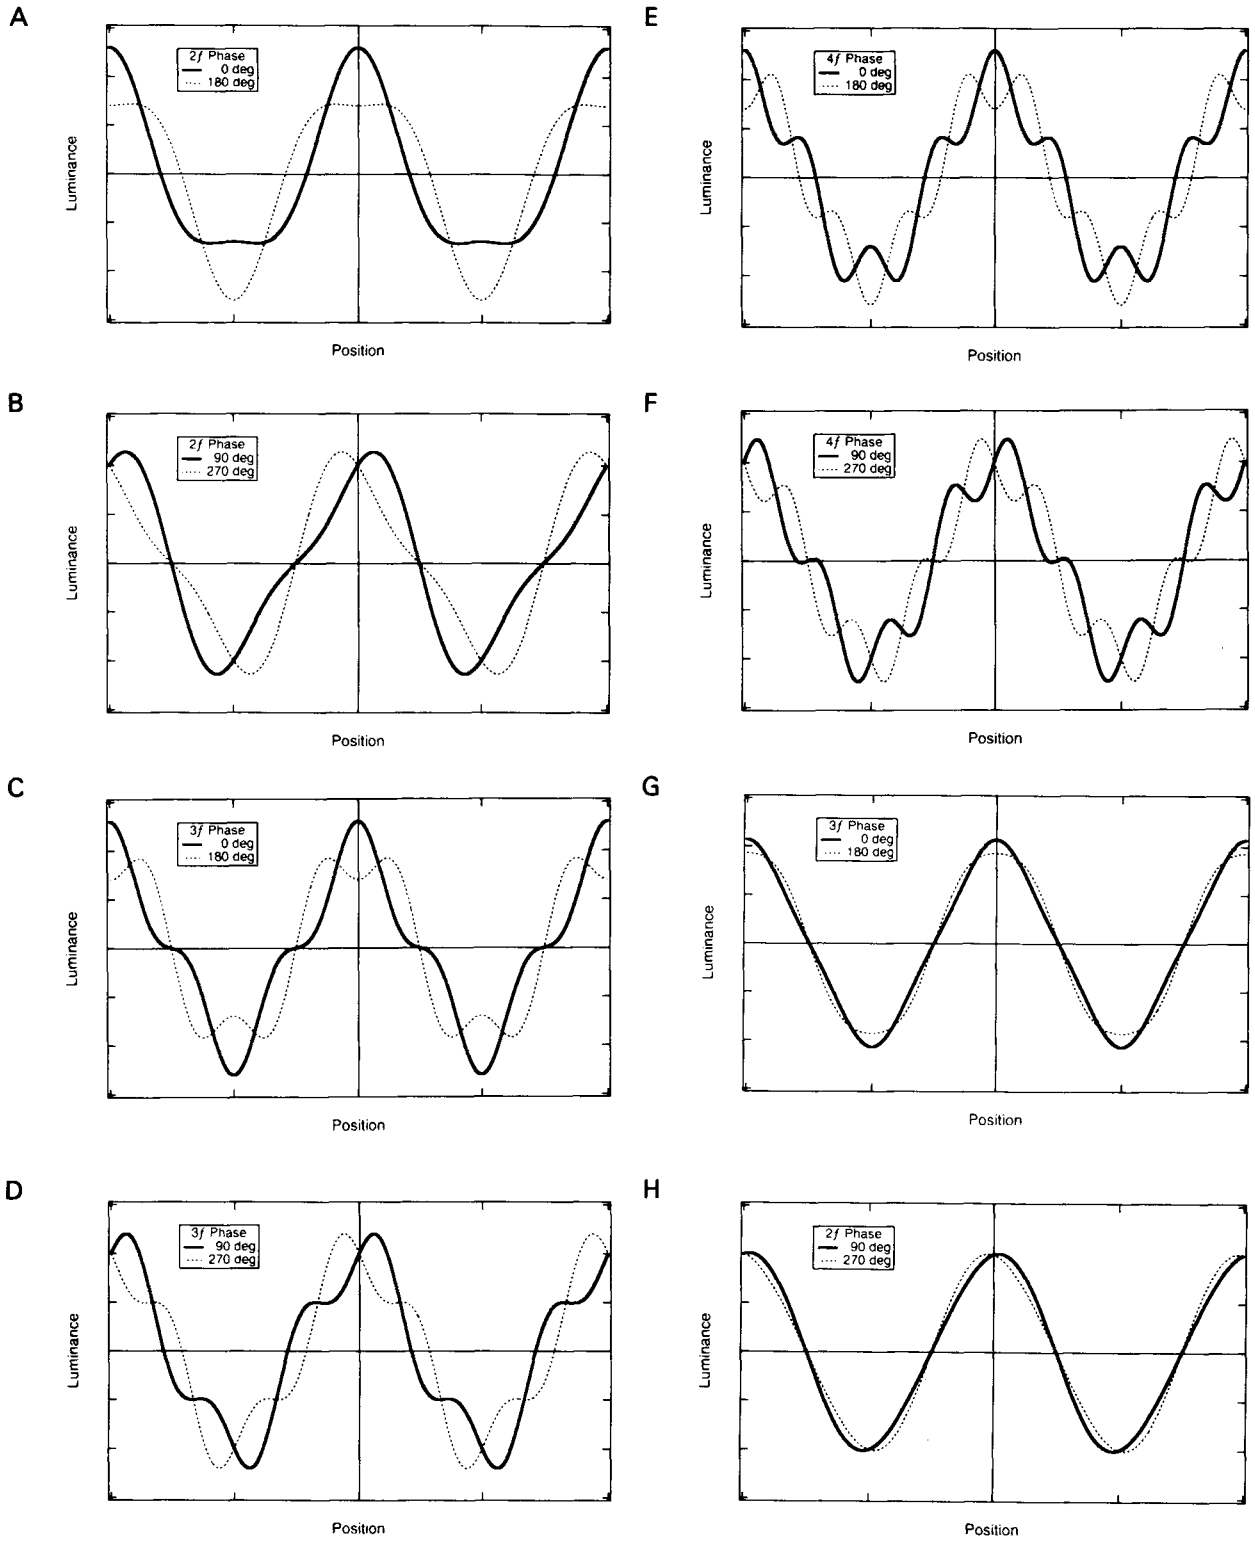 A
2f Phase
0 deg
180 deg
Luminance
Position
B
2f Phase
90 deg
270 deg
Luminance
Position
C
3f Phase
0 deg
180 deg
Luminance
Position
D
3f Phase
90 deg
270 deg
Luminance
Position
E
4f Phase
0 deg
180 deg
Luminance
Position
F
4f Phase
90 deg
270 deg
Luminance
Position
G
3f Phase
0 deg
180 deg
Luminance
Position
H
2f Phase
90 deg
270 deg
Luminance
Position